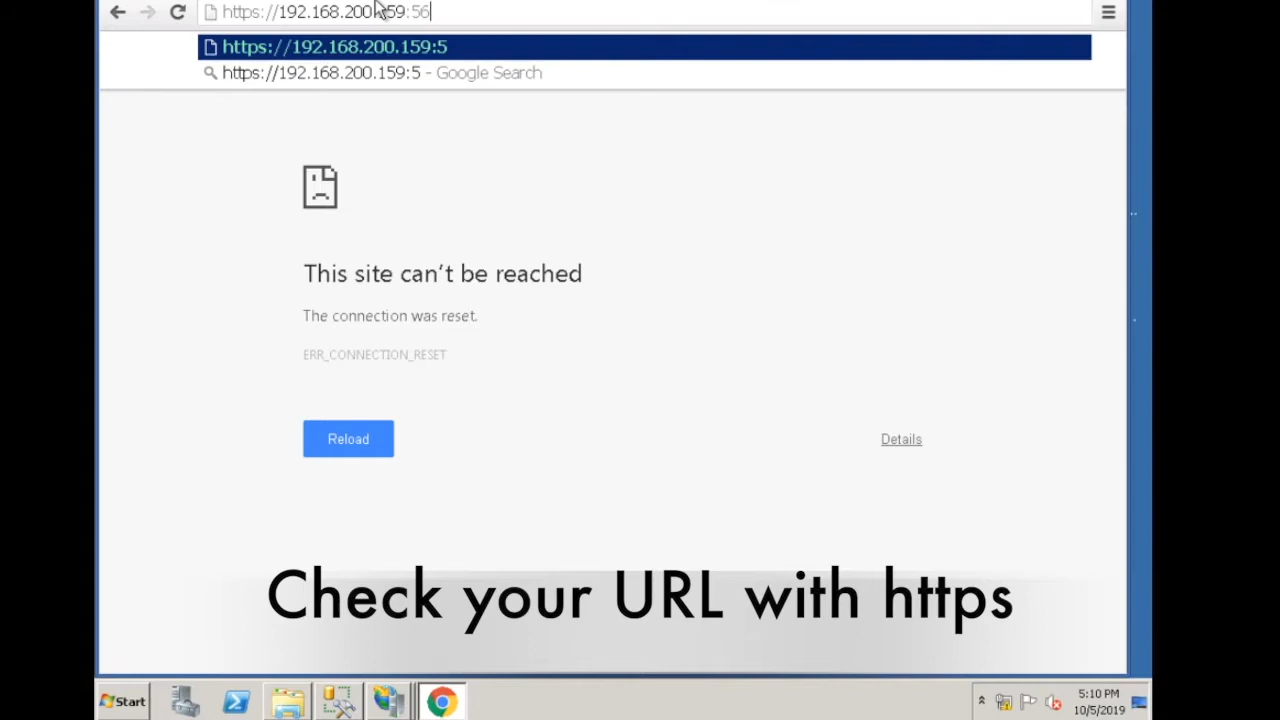 https://192.168.200.159:56
https://192.168.200.159:5
https://192.168.200.159:5 - Google Search
This site can't be reached
The connection was reset.
ERR_CONNECTION_RESET
Reload
Details
Check your URL with https
Start
5:10 PM
10/5/2019